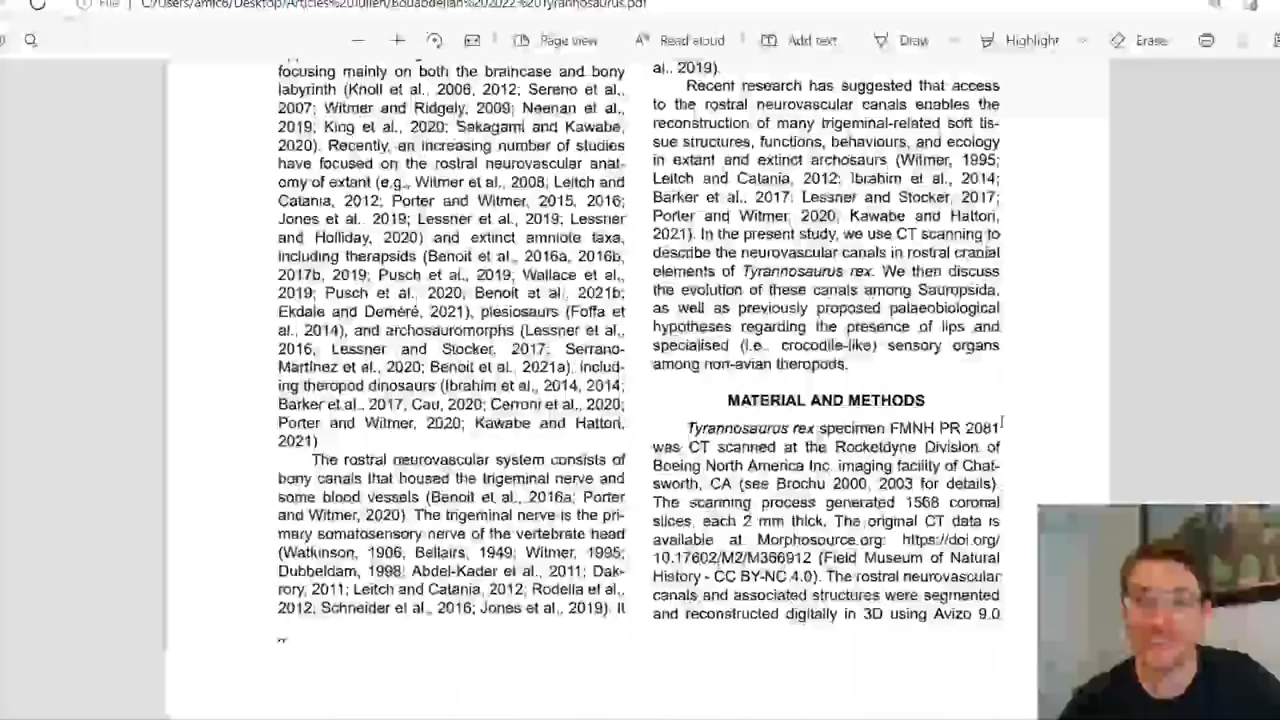 File
C:/Users/amico/Desktop/Articles%20Julien/Bouabdellah%202022%20Tyrannosaurus.pdf
Page view
Read aloud
Add text
Draw
Highlight
Erase
focusing mainly on both the braincase and bony
labyrinth (Knoll et al., 2006, 2012; Sereno et al.,
2007; Witmer and Ridgely, 2009; Neenan et al.,
2019; King et al., 2020; Sakagami and Kawabe,
2020). Recently, an increasing number of studies
have focused on the rostral neurovascular anat-
omy of extant (e.g., Witmer et al., 2008; Leitch and
Catania, 2012; Porter and Witmer, 2015, 2016;
Jones et al. 2019; Lessner et al., 2019; Lessner
and Holliday, 2020) and extinct amniote taxa,
including therapsids (Benoit et al., 2016a, 2016b,
2017b, 2019; Pusch et al., 2019; Wallace et al.,
2019; Pusch et al., 2020, Benoit et al., 2021b;
Ekdale and Deméré, 2021), plesiosaurs (Foffa et
al., 2014), and archosauromorphs (Lessner et al.,
2016, Lessner and Stocker, 2017; Serrano-
Martínez et al., 2020; Benoit et al., 2021a), includ-
ing theropod dinosaurs (Ibrahim et al., 2014, 2014;
Barker et al., 2017, Cau, 2020; Cerroni et al., 2020;
Porter and Witmer, 2020; Kawabe and Hattori,
2021)
The rostral neurovascular system consists of
bony canals that housed the trigeminal nerve and
some blood vessels (Benoit et al., 2016a; Porter
and Witmer, 2020). The trigeminal nerve is the pri-
mary somatosensory nerve of the vertebrate head
(Watkinson, 1906, Bellairs, 1949; Witmer, 1995;
Dubbeldam, 1998; Abdel-Kader et al., 2011; Dak-
rory, 2011; Leitch and Catania, 2012; Rodella et al.,
2012, Schneider et al., 2016; Jones et al., 2019). It
al., 2019).
Recent research has suggested that access
to the rostral neurovascular canals enables the
reconstruction of many trigeminal-related soft tis-
sue structures, functions, behaviours, and ecology
in extant and extinct archosaurs (Witmer, 1995;
Leitch and Catania, 2012; Ibrahim et al., 2014;
Barker et al., 2017; Lessner and Stocker, 2017;
Porter and Witmer, 2020, Kawabe and Hattori,
2021). In the present study, we use CT scanning to
describe the neurovascular canals in rostral cranial
elements of Tyrannosaurus rex. We then discuss
the evolution of these canals among Sauropsida,
as well as previously proposed palaeobiological
hypotheses regarding the presence of lips and
specialised (i.e. crocodile-like) sensory organs
among non-avian theropods.
MATERIAL AND METHODS
Tyrannosaurus rex specimen FMNH PR 2081
was CT scanned at the Rocketdyne Division of
Boeing North America Inc. imaging facility of Chat-
sworth, CA (see Brochu 2000, 2003 for details)
The scanning process generated 1568 coronal
slices, each 2 mm thick. The original CT data is
available at Morphosource.org: https://doi.org/
10.17602/M2/M366912 (Field Museum of Natural
History - CC BY-NC 4.0). The rostral neurovascular
canals and associated structures were segmented
and reconstructed digitally in 3D using Avizo 9.0